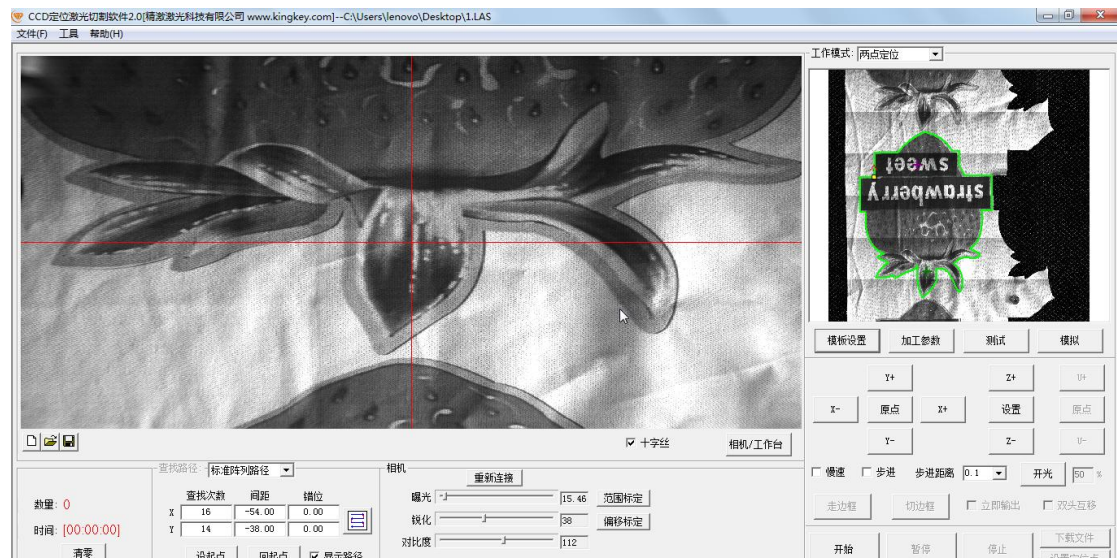 CCD定位激光切割软件2.0[精激激光科技有限公司 www.kingkey.com]--C:\Users\lenovo\Desktop\1.LAS
文件(F) 工具 帮助(H)
工作模式: 两点定位
sweet
strawberry
模板设置 加工参数 测试 模拟
Y+ Z+ U+
X- 原点 X+ 设置 原点
Y- Z- U-
十字丝 相机/工作台
慢速 步进 步进距离 0.1 开光 50 %
走边框 切边框 立即输出 双头互移
开始 暂停 停止 下载文件
设置定位点
查找路径: 标准阵列路径
查找次数 间距 错位
X 16 -54.00 0.00
Y 14 -38.00 0.00
设起点 回起点 显示路径
数量: 0
时间: [00:00:00]
清零
相机
重新连接
曝光 15.46 范围标定
锐化 38 偏移标定
对比度 112